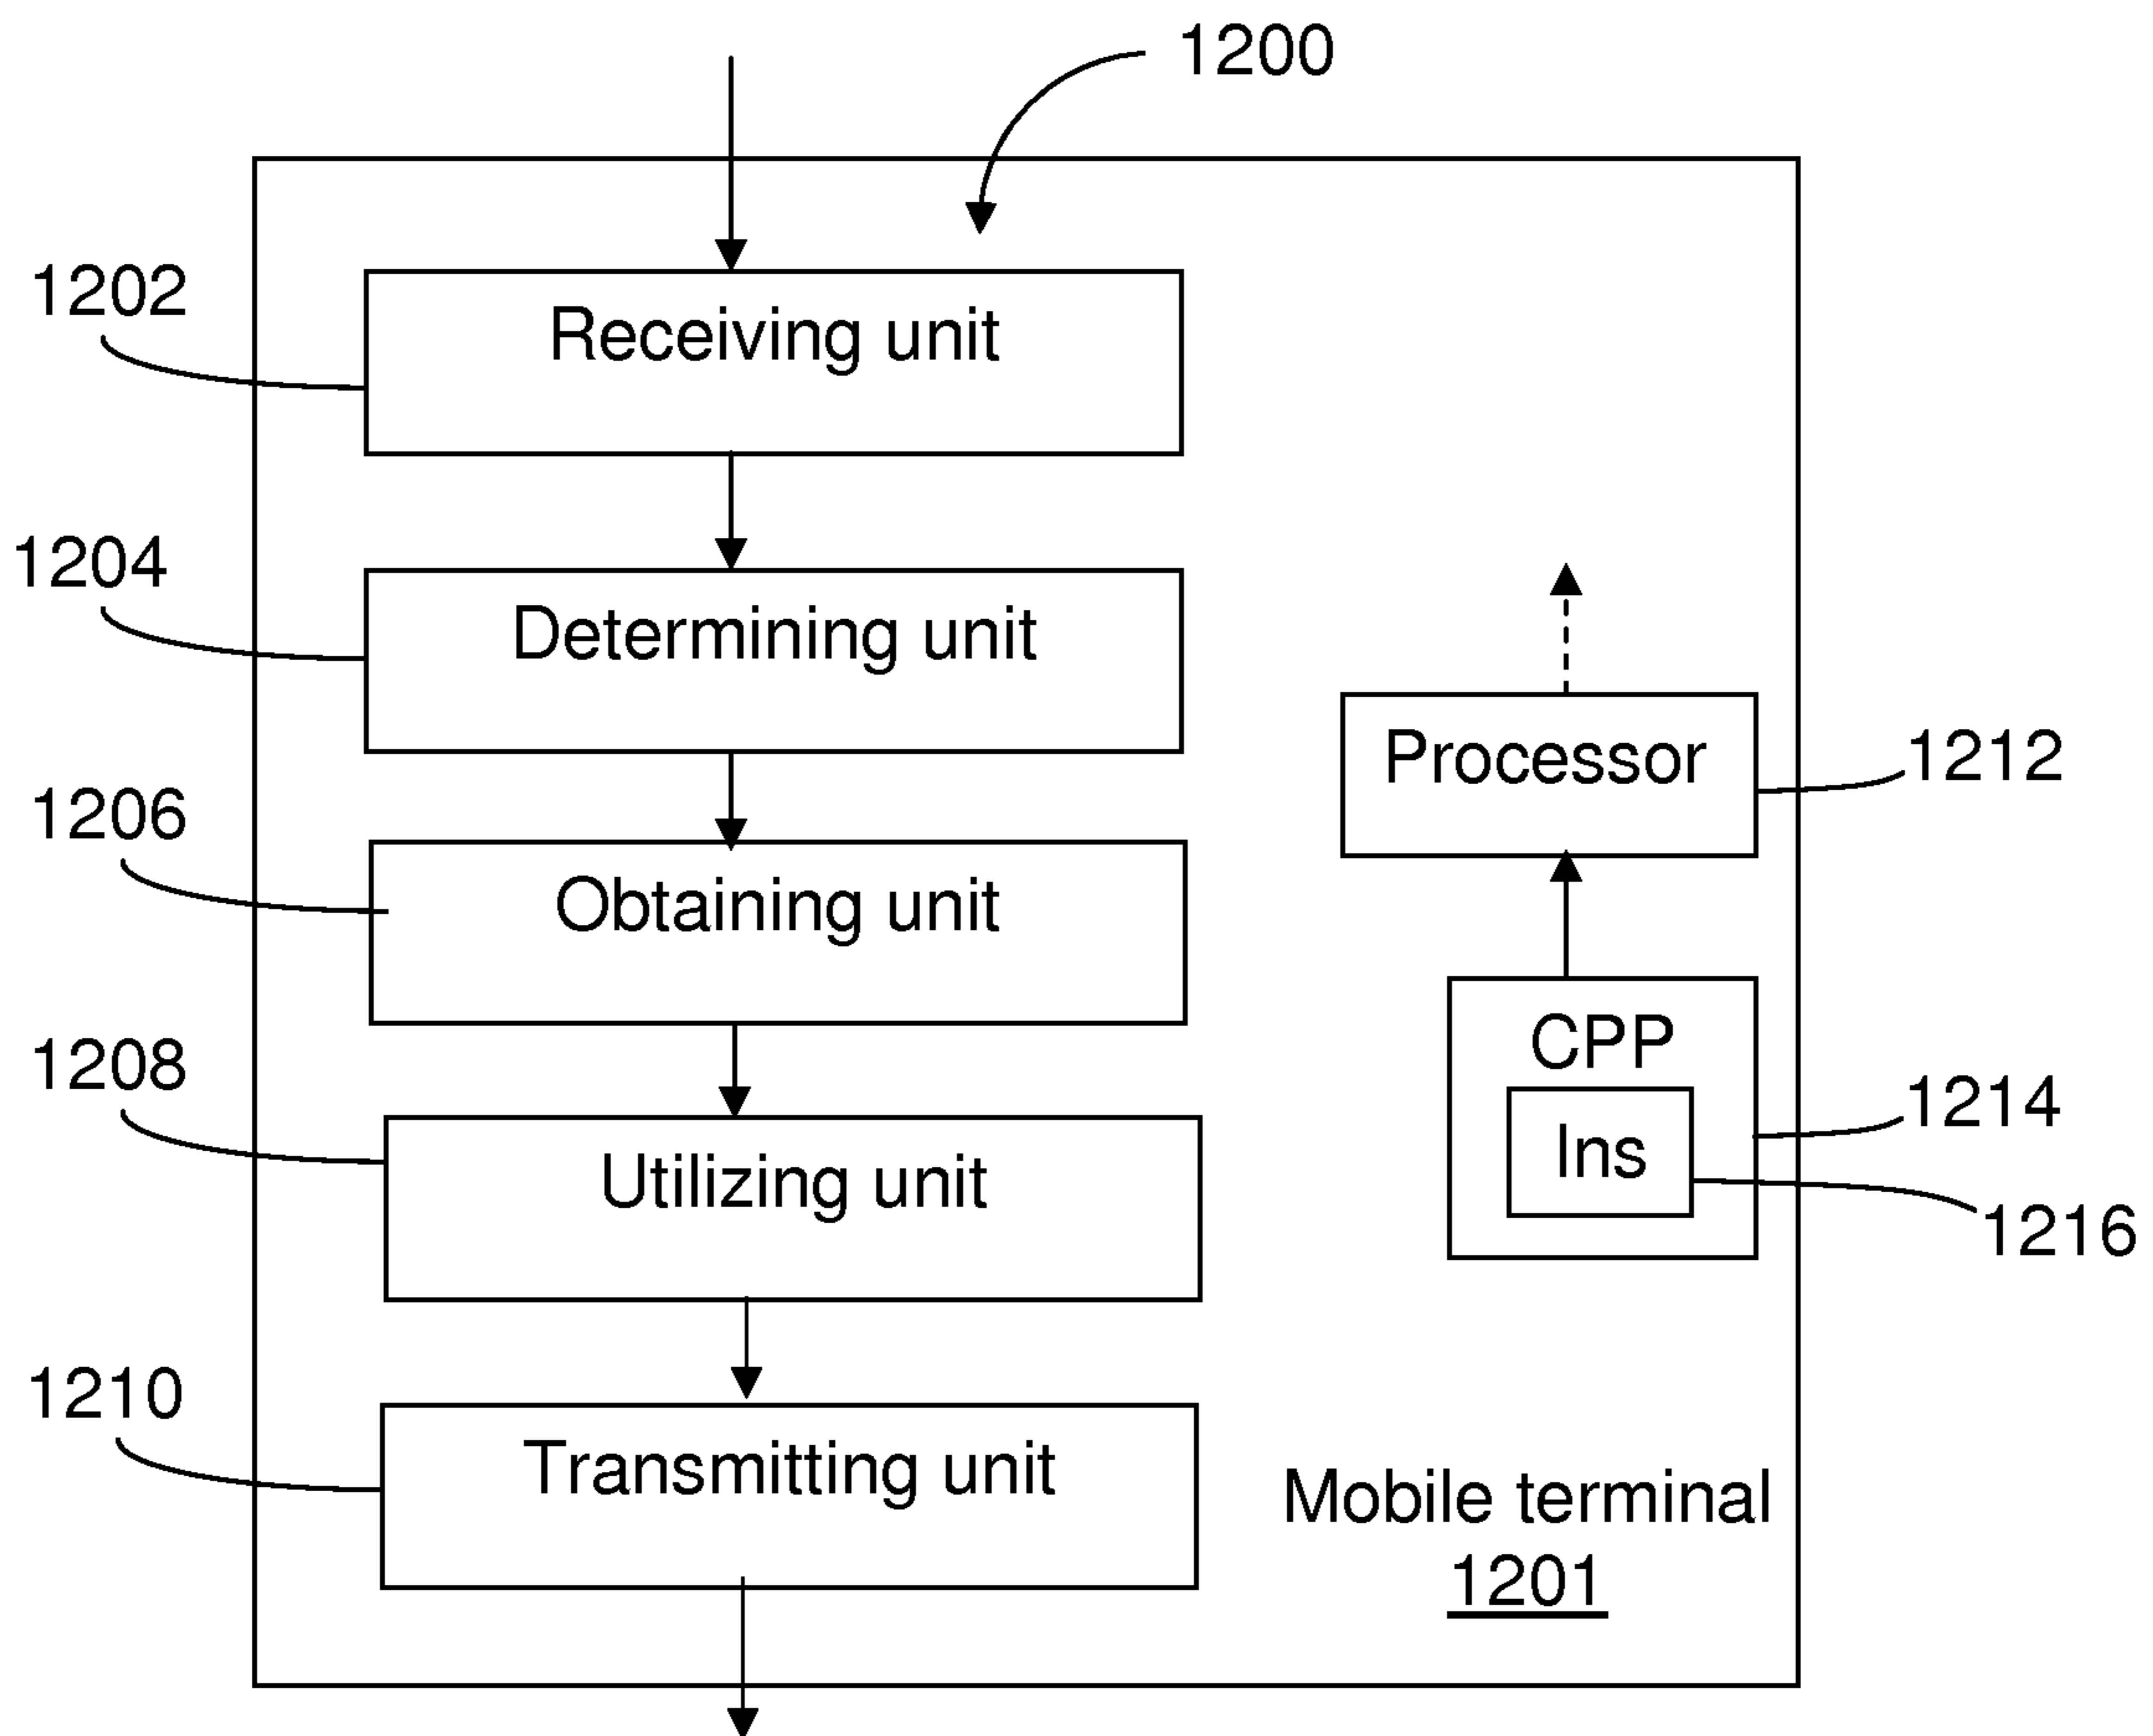 1200
1202
Receiving unit
1204
Determining unit
Processor
1212
1206
Obtaining unit
CPP
1208
1214
Utilizing unit
Ins
1216
1210
Transmitting unit
Mobile terminal
1201